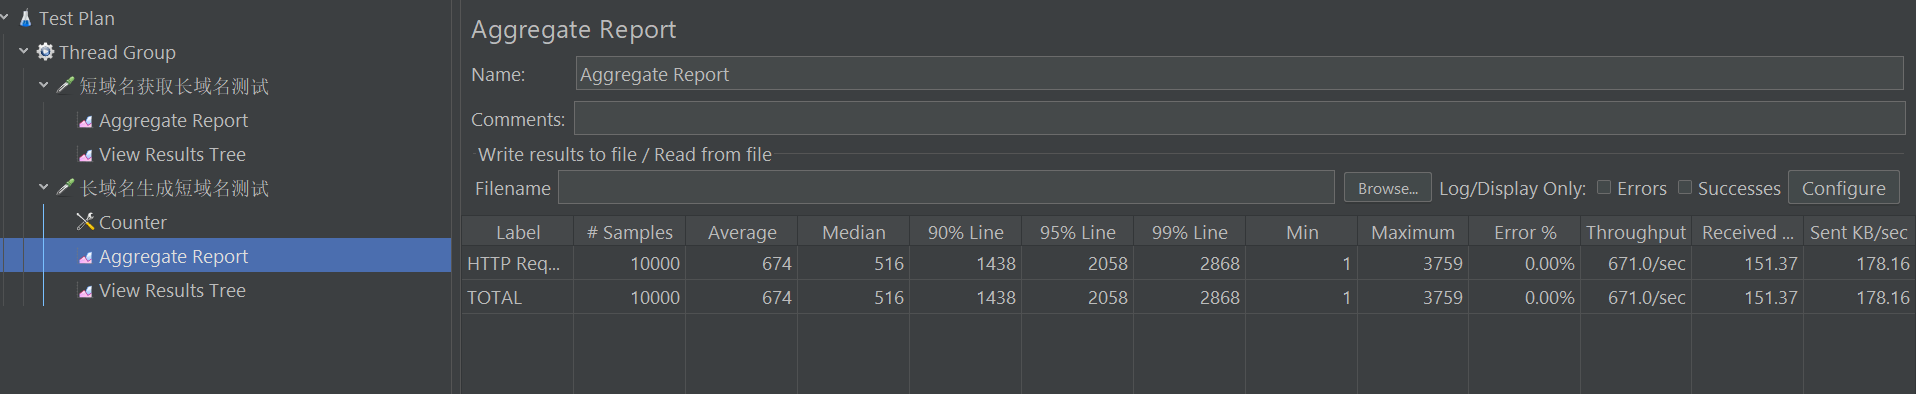 Test Plan
Thread Group
短域名获取长域名测试
Aggregate Report
View Results Tree
长域名生成短域名测试
Counter
Aggregate Report
View Results Tree
Aggregate Report
Name: Aggregate Report
Comments:
Write results to file / Read from file
Filename Browse... Log/Display Only: Errors Successes Configure
Label # Samples Average Median 90% Line 95% Line 99% Line Min Maximum Error % Throughput Received ... Sent KB/sec
HTTP Req... 10000 674 516 1438 2058 2868 1 3759 0.00% 671.0/sec 151.37 178.16
TOTAL 10000 674 516 1438 2058 2868 1 3759 0.00% 671.0/sec 151.37 178.16